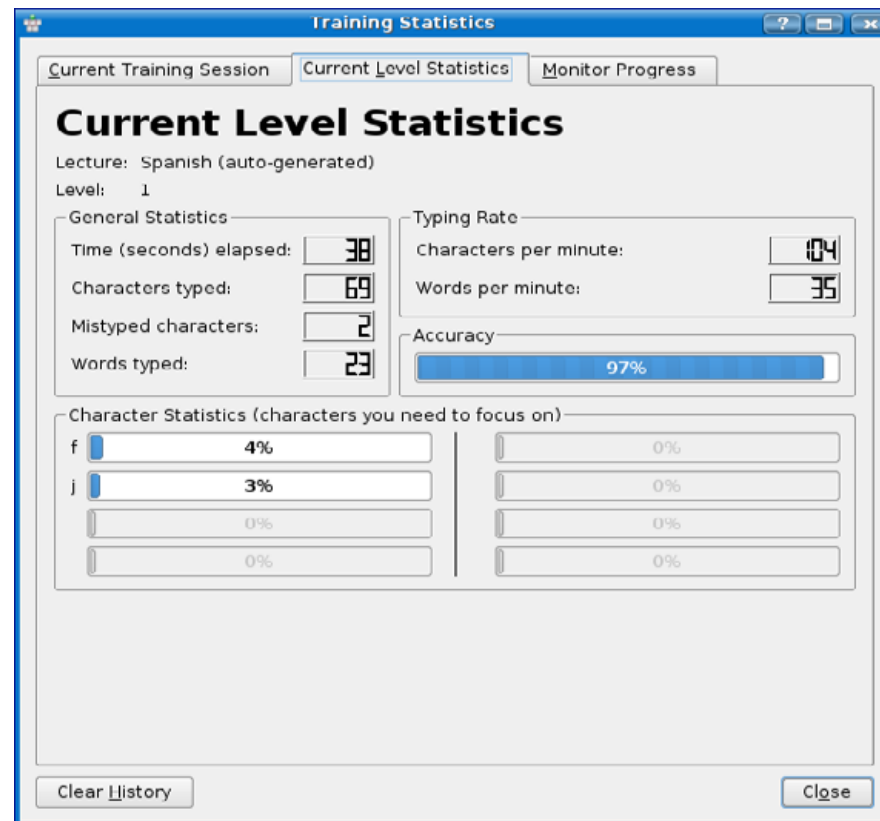 Training Statistics
?
Current Training Session Current Level Statistics Monitor Progress
Current Level Statistics
Lecture: Spanish (auto-generated)
Level: 1
General Statistics
Time (seconds) elapsed: 38
Characters typed: 69
Mistyped characters: 2
Words typed: 23
Typing Rate
Characters per minute: 104
Words per minute: 35
Accuracy
97%
Character Statistics (characters you need to focus on)
f 4% 0%
j 3% 0%
0% 0%
0% 0%
Clear History Close